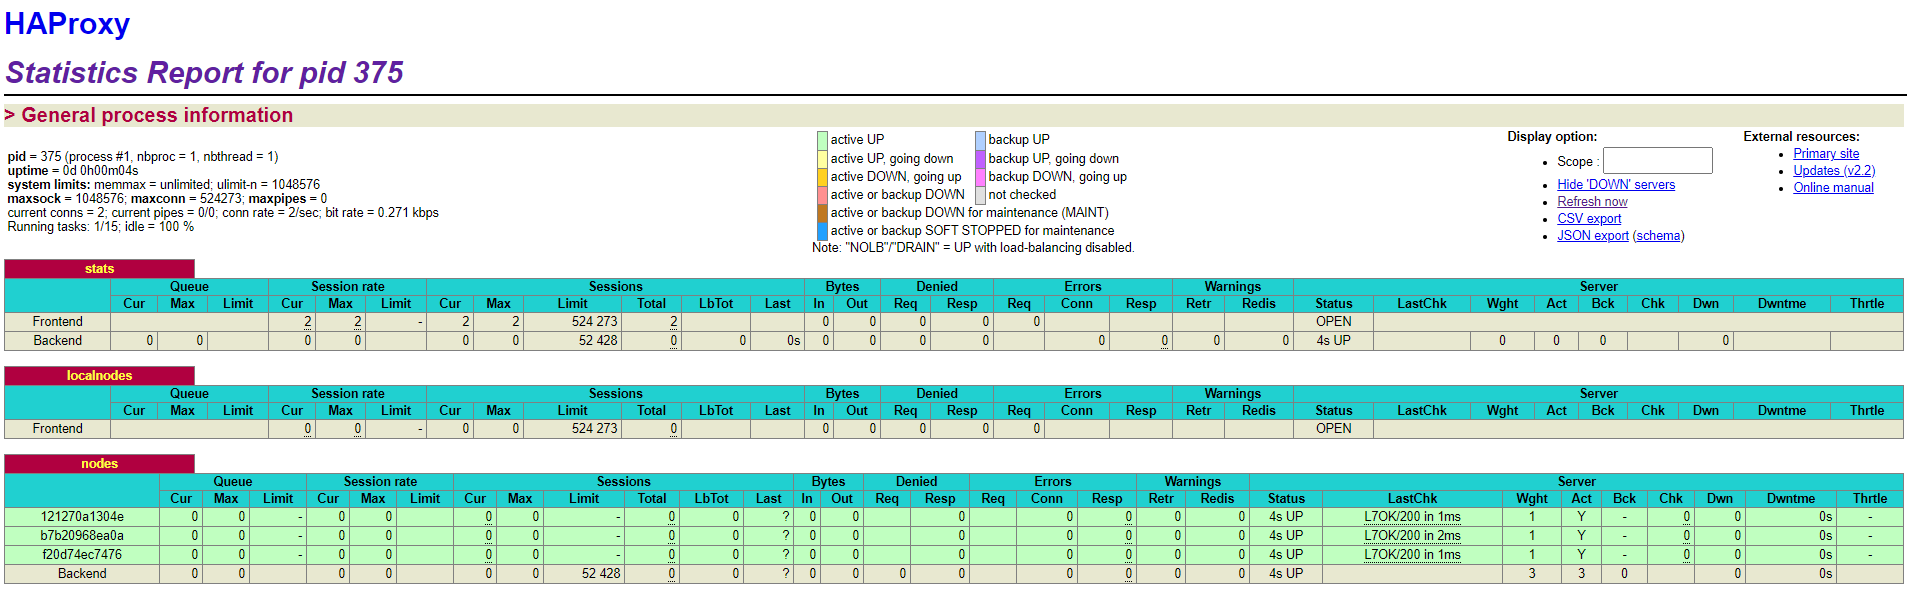 HAProxy
Statistics Report for pid 375
> General process information
pid = 375 (process #1, nbproc = 1, nbthread = 1)
uptime = 0d 0h00m04s
system limits: memmax = unlimited; ulimit-n = 1048576
maxsock = 1048576; maxconn = 524273; maxpipes = 0
current conns = 2; current pipes = 0/0; conn rate = 2/sec; bit rate = 0.271 kbps
Running tasks: 1/15; idle = 100 %
active UP backup UP
active UP, going down backup UP, going down
active DOWN, going up backup DOWN, going up
active or backup DOWN not checked
active or backup DOWN for maintenance (MAINT)
active or backup SOFT STOPPED for maintenance
Note: "NOLB"/"DRAIN" = UP with load-balancing disabled.
Display option:
Scope :
Hide 'DOWN' servers
Refresh now
CSV export
JSON export (schema)
External resources:
Primary site
Updates (v2.2)
Online manual
stats
Queue Session rate Sessions Bytes Denied Errors Warnings Server
Cur Max Limit Cur Max Limit Cur Max Limit Total LbTot Last In Out Req Resp Req Conn Resp Retr Redis Status LastChk Wght Act Bck Chk Dwn Dwntme Thrtle
Frontend 2 2 - 2 2 524 273 2 0 0 0 0 0 OPEN
Backend 0 0 0 0 0 0 52 428 0 0 0s 0 0 0 0 0 0 0 0 4s UP 0 0 0 0
localnodes
Queue Session rate Sessions Bytes Denied Errors Warnings Server
Cur Max Limit Cur Max Limit Cur Max Limit Total LbTot Last In Out Req Resp Req Conn Resp Retr Redis Status LastChk Wght Act Bck Chk Dwn Dwntme Thrtle
Frontend 0 0 - 0 0 524 273 0 0 0 0 0 0 OPEN
nodes
Queue Session rate Sessions Bytes Denied Errors Warnings Server
Cur Max Limit Cur Max Limit Cur Max Limit Total LbTot Last In Out Req Resp Req Conn Resp Retr Redis Status LastChk Wght Act Bck Chk Dwn Dwntme Thrtle
121270a1304e 0 0 - 0 0 0 0 - 0 0 ? 0 0 0 0 0 0 0 4s UP L7OK/200 in 1ms 1 Y - 0 0 0s -
b7b20968ea0a 0 0 - 0 0 0 0 - 0 0 ? 0 0 0 0 0 0 0 4s UP L7OK/200 in 2ms 1 Y - 0 0 0s -
f20d74ec7476 0 0 - 0 0 0 0 - 0 0 ? 0 0 0 0 0 0 0 4s UP L7OK/200 in 1ms 1 Y - 0 0 0s -
Backend 0 0 0 0 0 0 52 428 0 0 ? 0 0 0 0 0 0 0 0 4s UP 3 3 0 0 0s